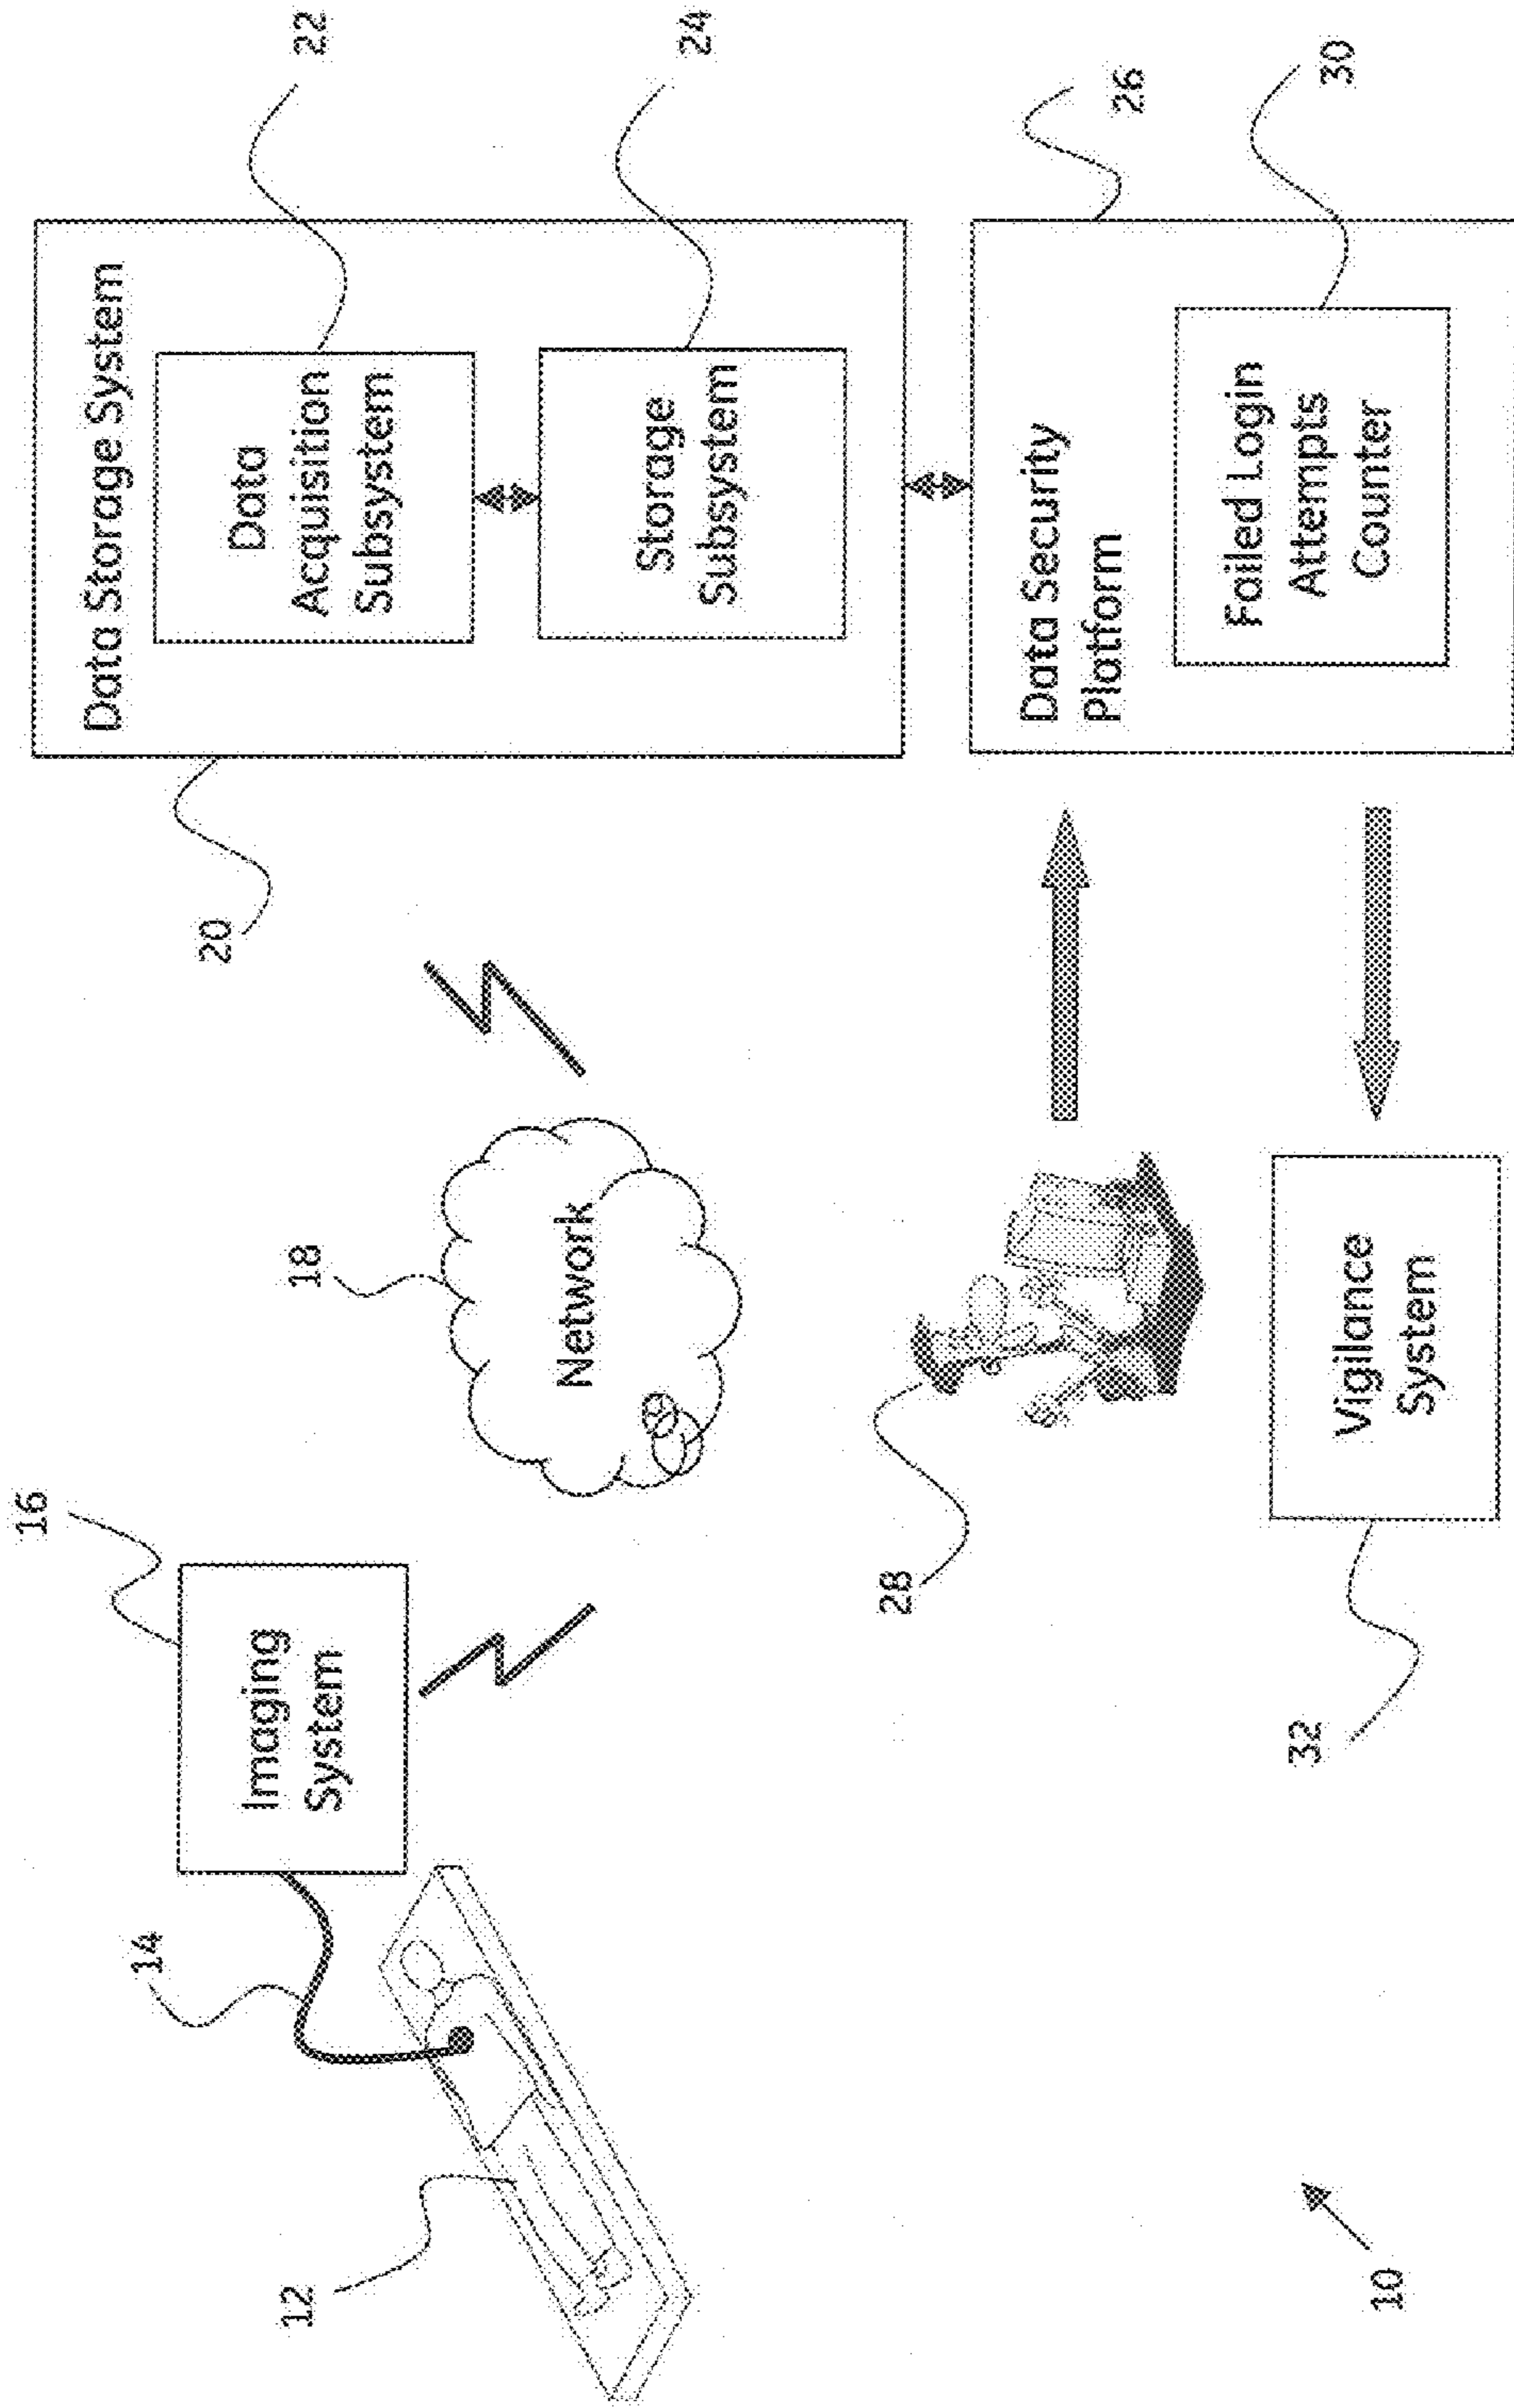 16
Imaging
System
14
12
18
Network
20
Data Storage System
Data
Acquisition
Subsystem
22
Storage
Subsystem
24
Data Security
Platform
26
Failed Login
Attempts
Counter
30
28
Vigilance
System
32
10